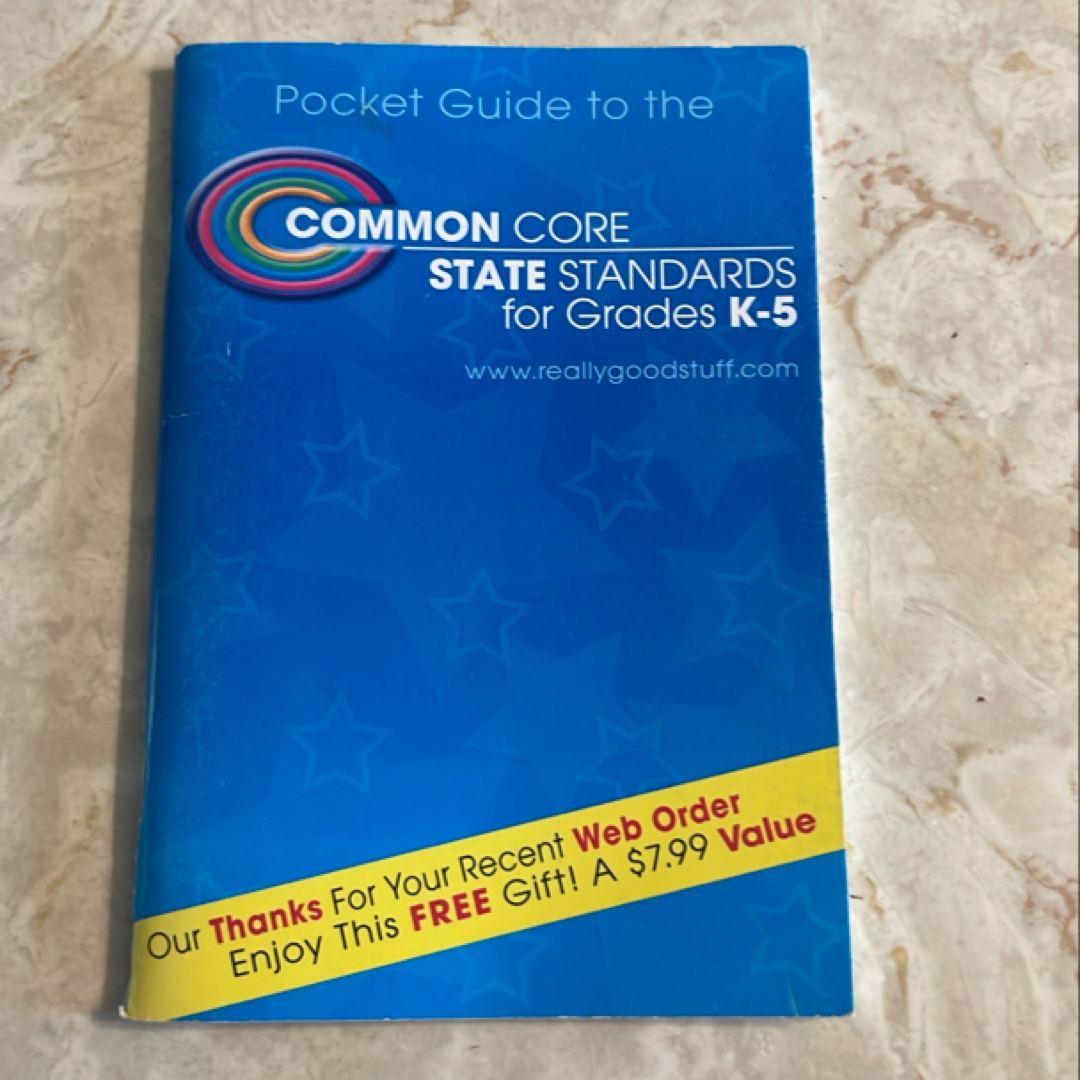 Pocket Guide to the
COMMON CORE
STATE STANDARDS
for Grades K-5
www.reallygoodstuff.com
Our Thanks For Your Recent Web Order
Enjoy This FREE Gift! A $7.99 Value